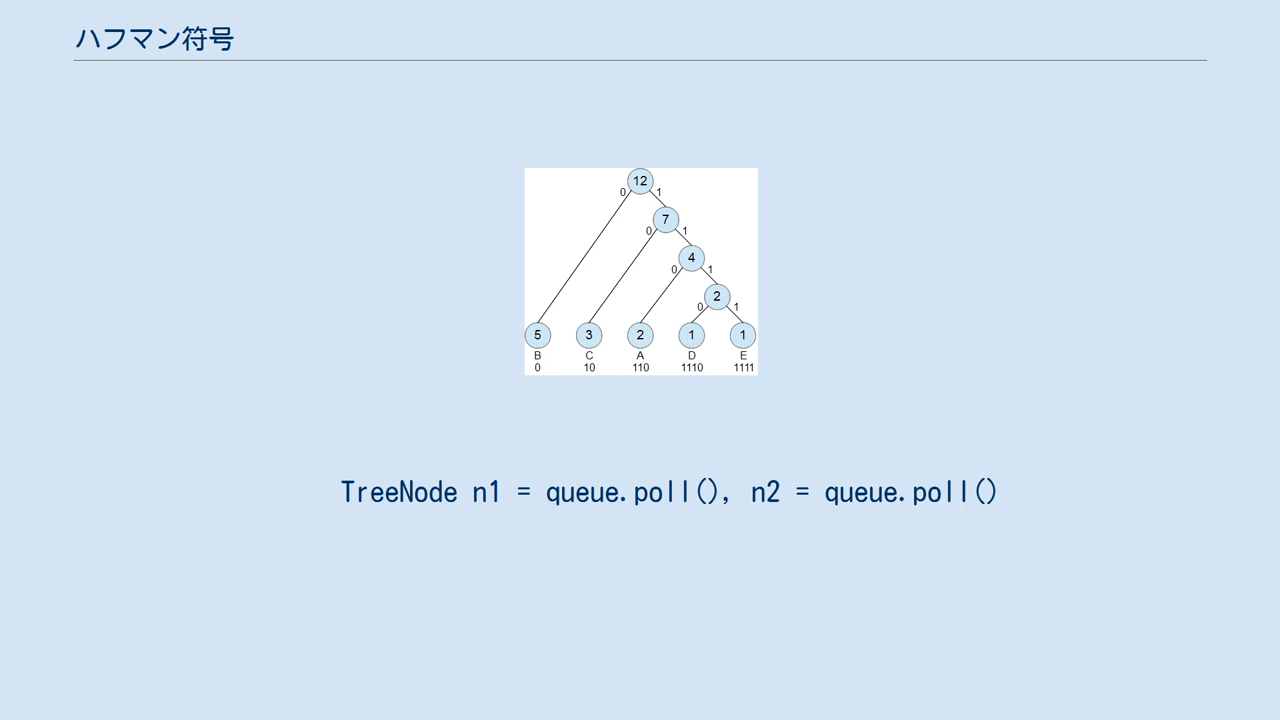 ハフマン符号
12
0 1
7
0 1
4
0 1
2
0 1
5 3 2 1 1
B C A D E
0 10 110 1110 1111
TreeNode n1 = queue.poll(), n2 = queue.poll()